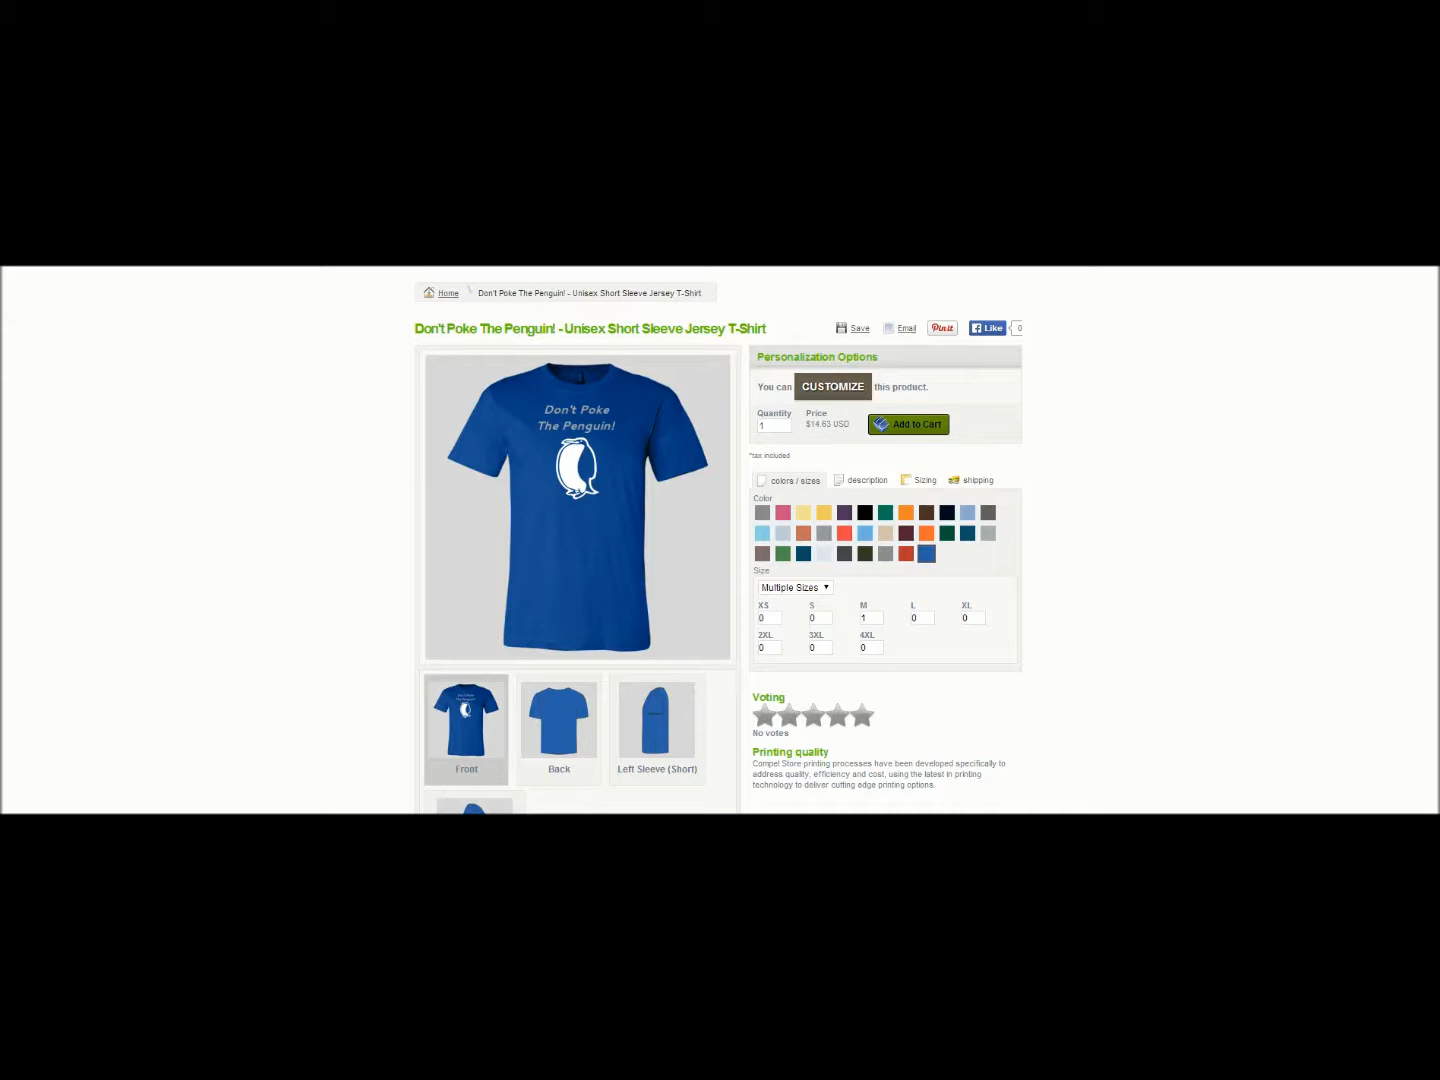 Home
Don't Poke The Penguin! - Unisex Short Sleeve Jersey T-Shirt
Don't Poke The Penguin! - Unisex Short Sleeve Jersey T-Shirt
Save
Email
Pin it
Like
0
Don't Poke
The Penguin!
Personalization Options
You can CUSTOMIZE this product.
Quantity
Price
1
$14.63 USD
Add to Cart
*tax included
colors / sizes
description
Sizing
shipping
Color
Size
Multiple Sizes
XS S M L XL
0 0 1 0 0
2XL 3XL 4XL
0 0 0
Don't Poke
The Penguin!
Front
Back
Left Sleeve (Short)
Voting
No votes
Printing quality
Compel Store printing processes have been developed specifically to
address quality, efficiency and cost, using the latest in printing
technology to deliver cutting edge printing options.